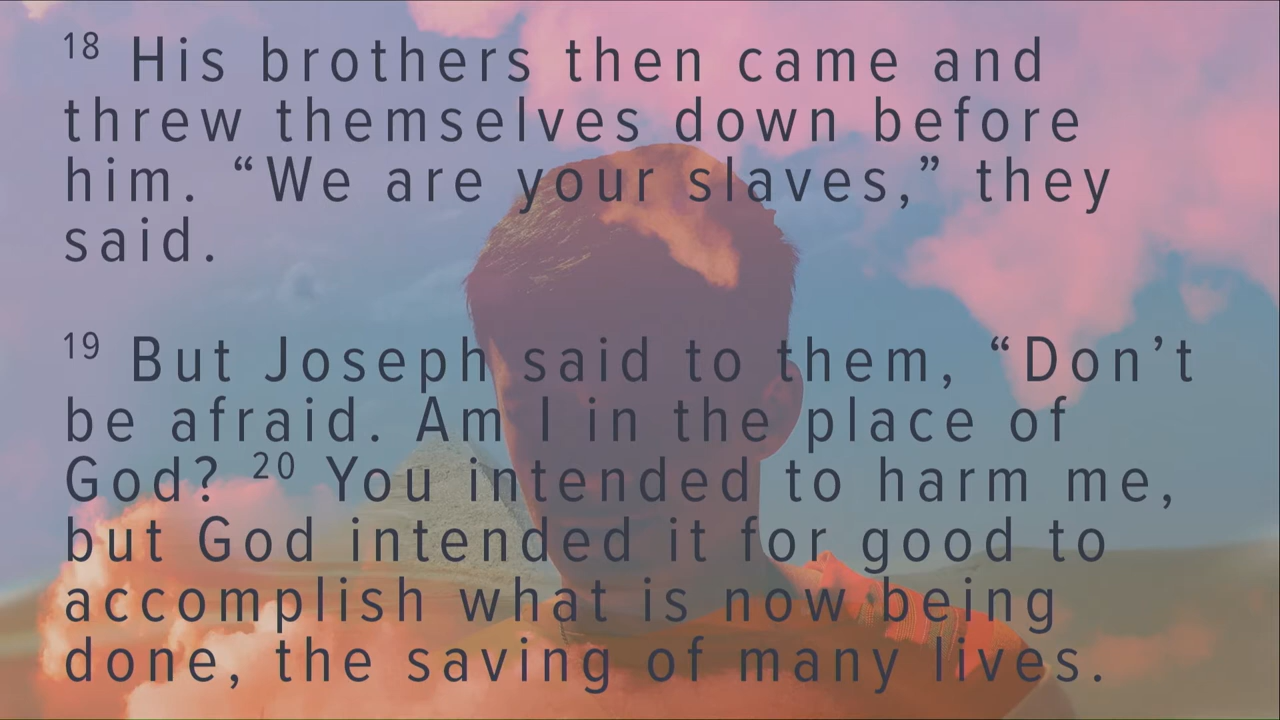 18 His brothers then came and
threw themselves down before
him. “We are your slaves,” they
said.
19 But Joseph said to them, “Don’t
be afraid. Am I in the place of
God? 20 You intended to harm me,
but God intended it for good to
accomplish what is now being
done, the saving of many lives.